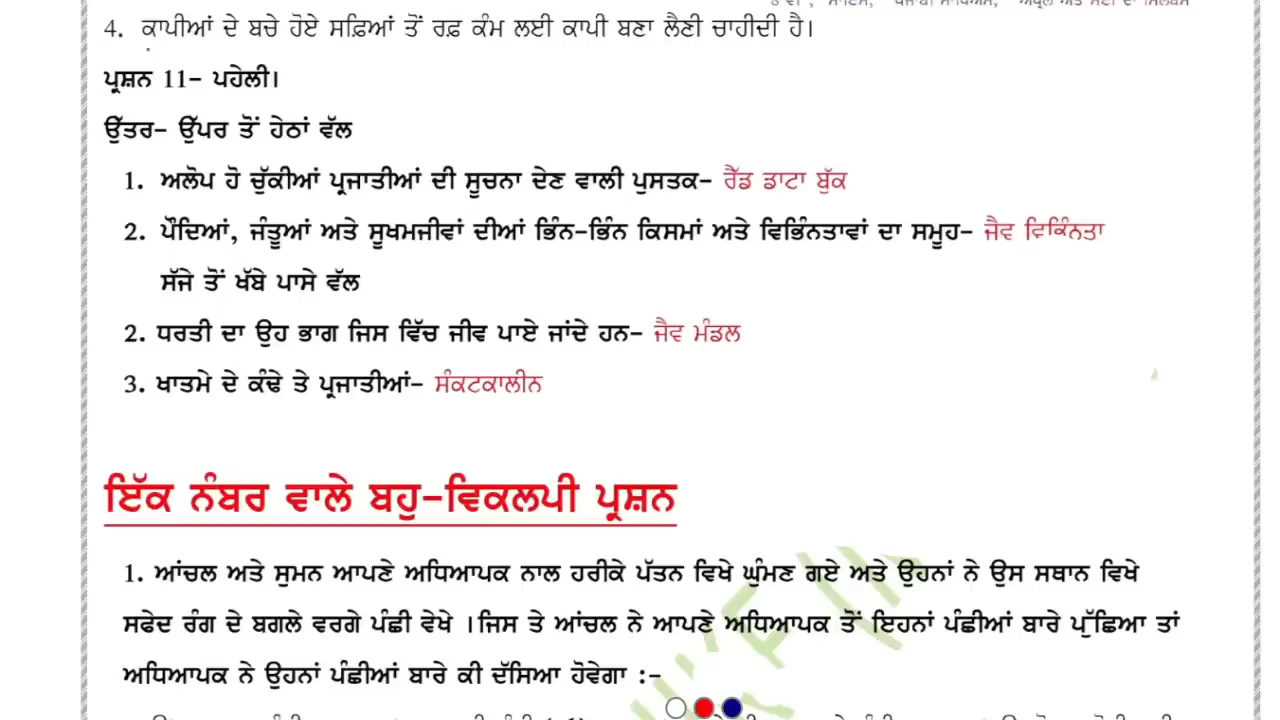 4. ਕਾਪੀਆਂ ਦੇ ਬਚੇ ਹੋਏ ਸਫ਼ਿਆਂ ਤੋਂ ਰਫ਼ ਕੰਮ ਲਈ ਕਾਪੀ ਬਣਾ ਲੈਣੀ ਚਾਹੀਦੀ ਹੈ।
ਪ੍ਰਸ਼ਨ 11- ਪਹੇਲੀ।
ਉੱਤਰ- ਉੱਪਰ ਤੋਂ ਹੇਠਾਂ ਵੱਲ
1. ਅਲੋਪ ਹੋ ਚੁੱਕੀਆਂ ਪ੍ਰਜਾਤੀਆਂ ਦੀ ਸੂਚਨਾ ਦੇਣ ਵਾਲੀ ਪੁਸਤਕ- ਰੈੱਡ ਡਾਟਾ ਬੁੱਕ
2. ਪੌਦਿਆਂ, ਜੰਤੂਆਂ ਅਤੇ ਸੂਖਮਜੀਵਾਂ ਦੀਆਂ ਭਿੰਨ-ਭਿੰਨ ਕਿਸਮਾਂ ਅਤੇ ਵਿਭਿੰਨਤਾਵਾਂ ਦਾ ਸਮੂਹ- ਜੈਵ
ਸੱਜੇ ਤੋਂ ਖੱਬੇ ਪਾਸੇ ਵੱਲ
2. ਧਰਤੀ ਦਾ ਉਹ ਭਾਗ ਜਿਸ ਵਿੱਚ ਜੀਵ ਪਾਏ ਜਾਂਦੇ ਹਨ- ਜੈਵ ਮੰਡਲ
3. ਖਾਤਮੇ ਦੇ ਕੰਢੇ ਤੇ ਪ੍ਰਜਾਤੀਆਂ- ਸੰਕਟਕਾਲੀਨ
ਇੱਕ ਨੰਬਰ ਵਾਲੇ ਬਹੁ-ਵਿਕਲਪੀ ਪ੍ਰਸ਼ਨ
1. ਆਂਚਲ ਅਤੇ ਸੁਮਨ ਆਪਣੇ ਅਧਿਆਪਕ ਨਾਲ ਹਰੀਕੇ ਪੱਤਨ ਵਿਖੇ ਘੁੰਮਣ ਗਏ ਅਤੇ ਉਹਨਾਂ ਨੇ ਉਸ ਸਥਾਨ ਵਿਖੇ
ਸਫੇਦ ਰੰਗ ਦੇ ਬਗਲੇ ਵਰਗੇ ਪੰਛੀ ਵੇਖੇ ।ਜਿਸ ਤੇ ਆਂਚਲ ਨੇ ਆਪਣੇ ਅਧਿਆਪਕ ਤੋਂ ਇਹਨਾਂ ਪੰਛੀਆਂ ਬਾਰੇ ਪੁੱਛਿਆ ਤਾਂ
ਅਧਿਆਪਕ ਨੇ ਉਹਨਾਂ ਪੰਛੀਆਂ ਬਾਰੇ ਕੀ ਦੱਸਿਆ ਹੋਵੇਗਾ :-